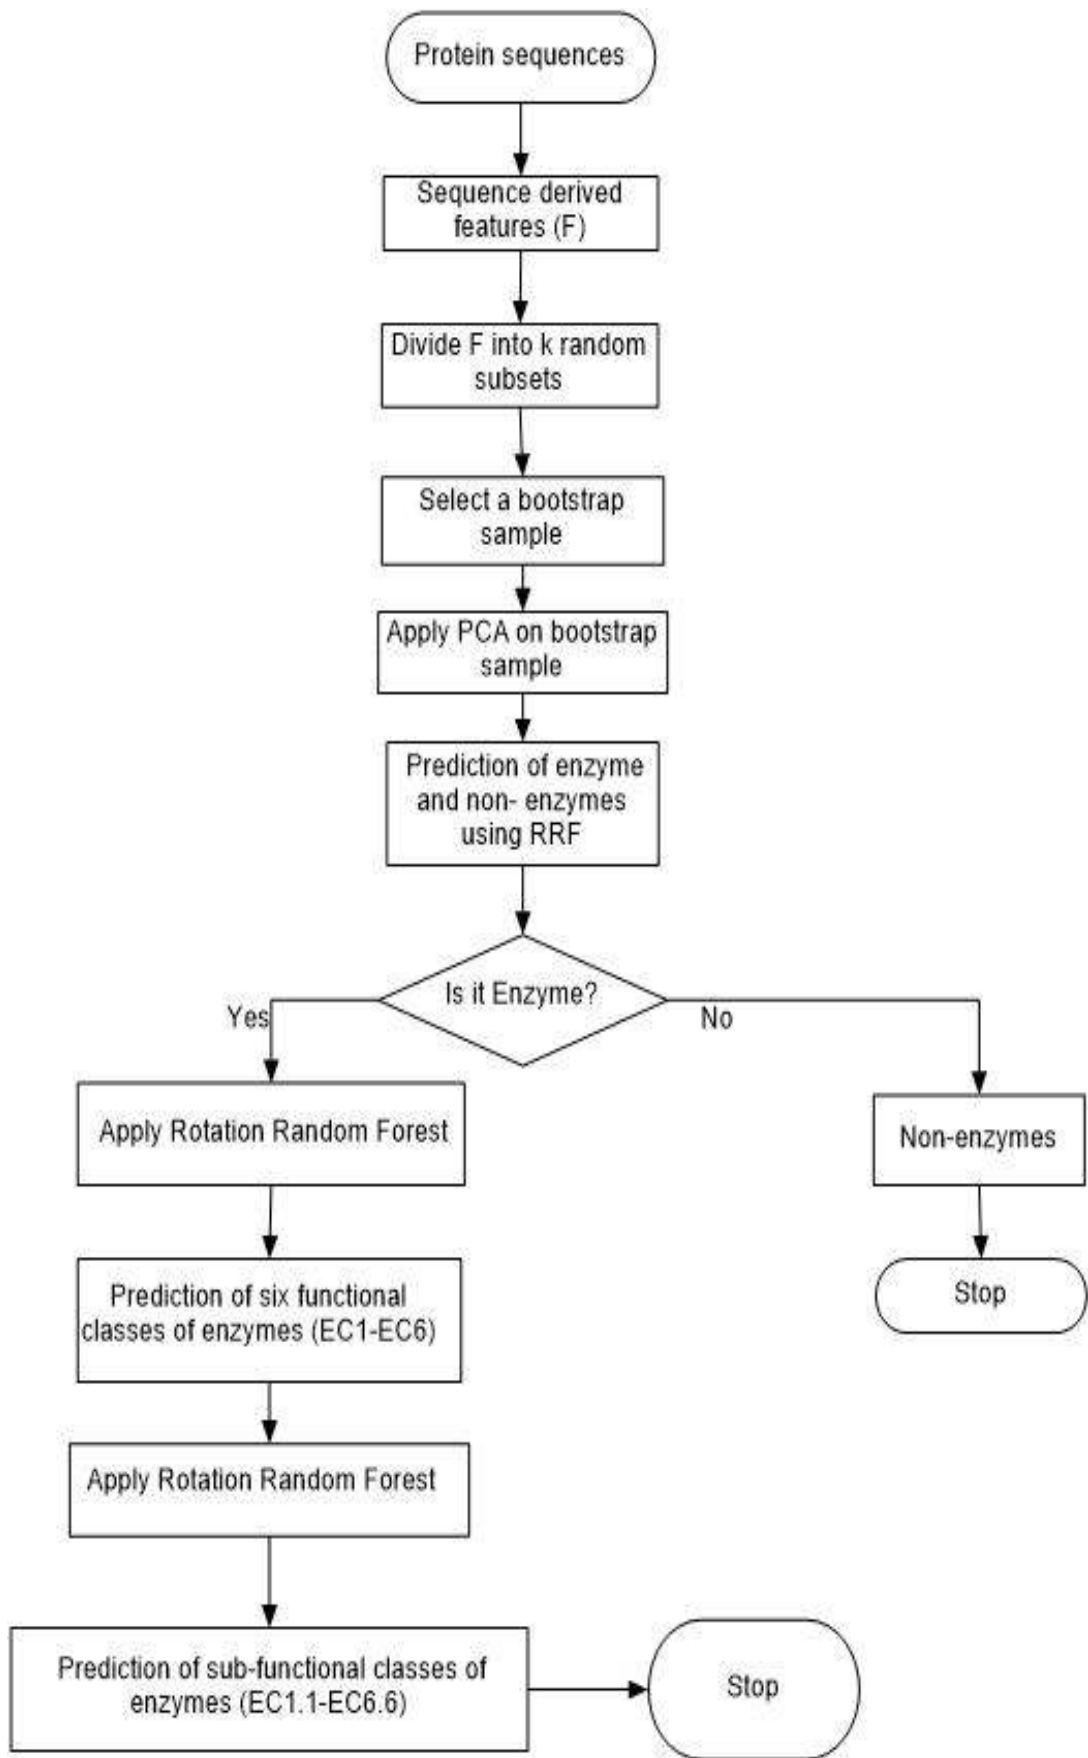 Protein sequences
Sequence derived
features (F)
Divide F into k random
subsets
Select a bootstrap
sample
Apply PCA on bootstrap
sample
Prediction of enzyme
and non- enzymes
using RRF
Is it Enzyme?
Yes
No
Apply Rotation Random Forest
Non-enzymes
Prediction of six functional
classes of enzymes (EC1-EC6)
Stop
Apply Rotation Random Forest
Prediction of sub-functional classes of
enzymes (EC1.1-EC6.6)
Stop